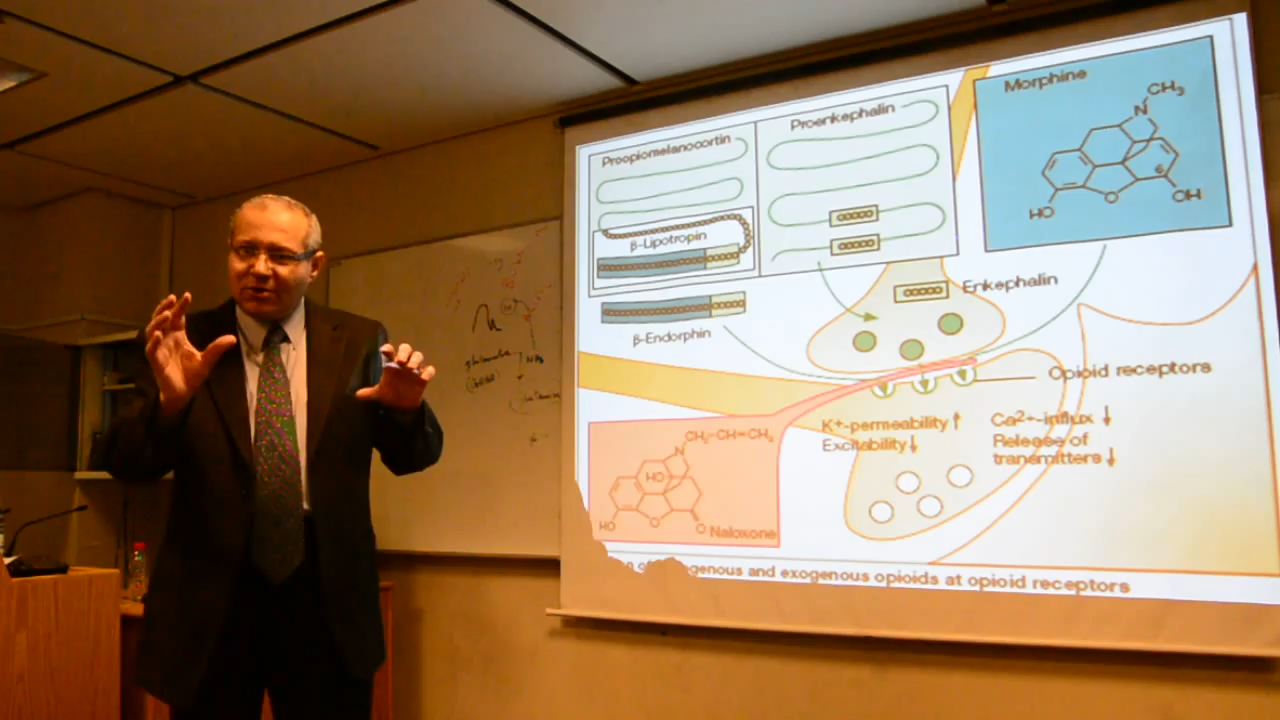 Proopiomelanocortin
β-Lipotropin
β-Endorphin
Proenkephalin
Enkephalin
Morphine
CH₃
N
6
O
HO
OH
Opioid receptors
K⁺-permeability ↑
Excitability ↓
Ca²⁺-influx ↓
Release of
transmitters ↓
CH₂-CH=CH₂
N
HO
HO
O
O
Naloxone
genous and exogenous opioids at opioid receptors